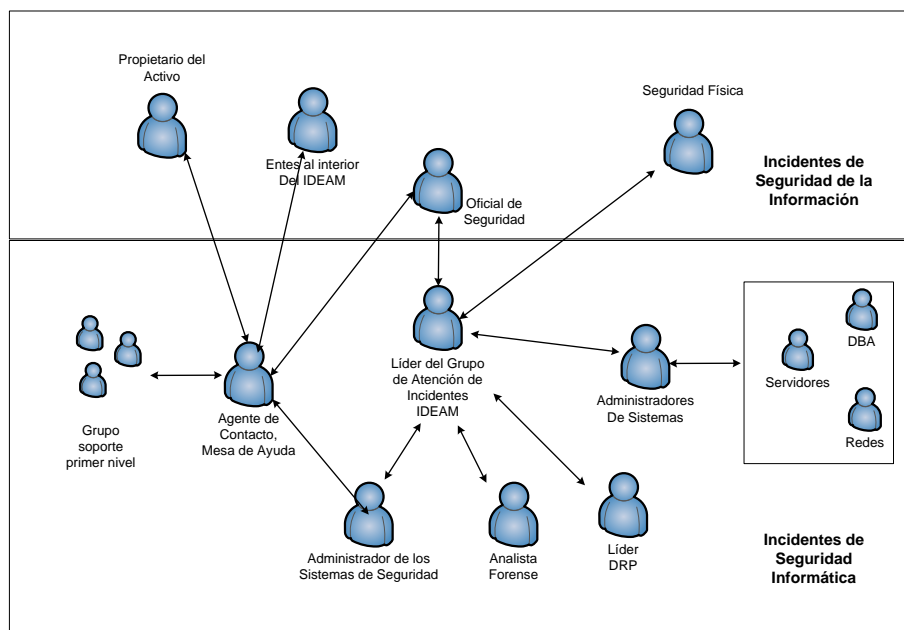 Propietario del
Activo
Entes al interior
Del IDEAM
Oficial de
Seguridad
Seguridad Física
Incidentes de
Seguridad de la
Información
Grupo
soporte
primer nivel
Agente de
Contacto,
Mesa de Ayuda
Líder del Grupo
de Atención de
Incidentes
IDEAM
Administradores
De Sistemas
DBA
Servidores
Redes
Administrador de los
Sistemas de Seguridad
Analista
Forense
Líder
DRP
Incidentes de
Seguridad
Informática